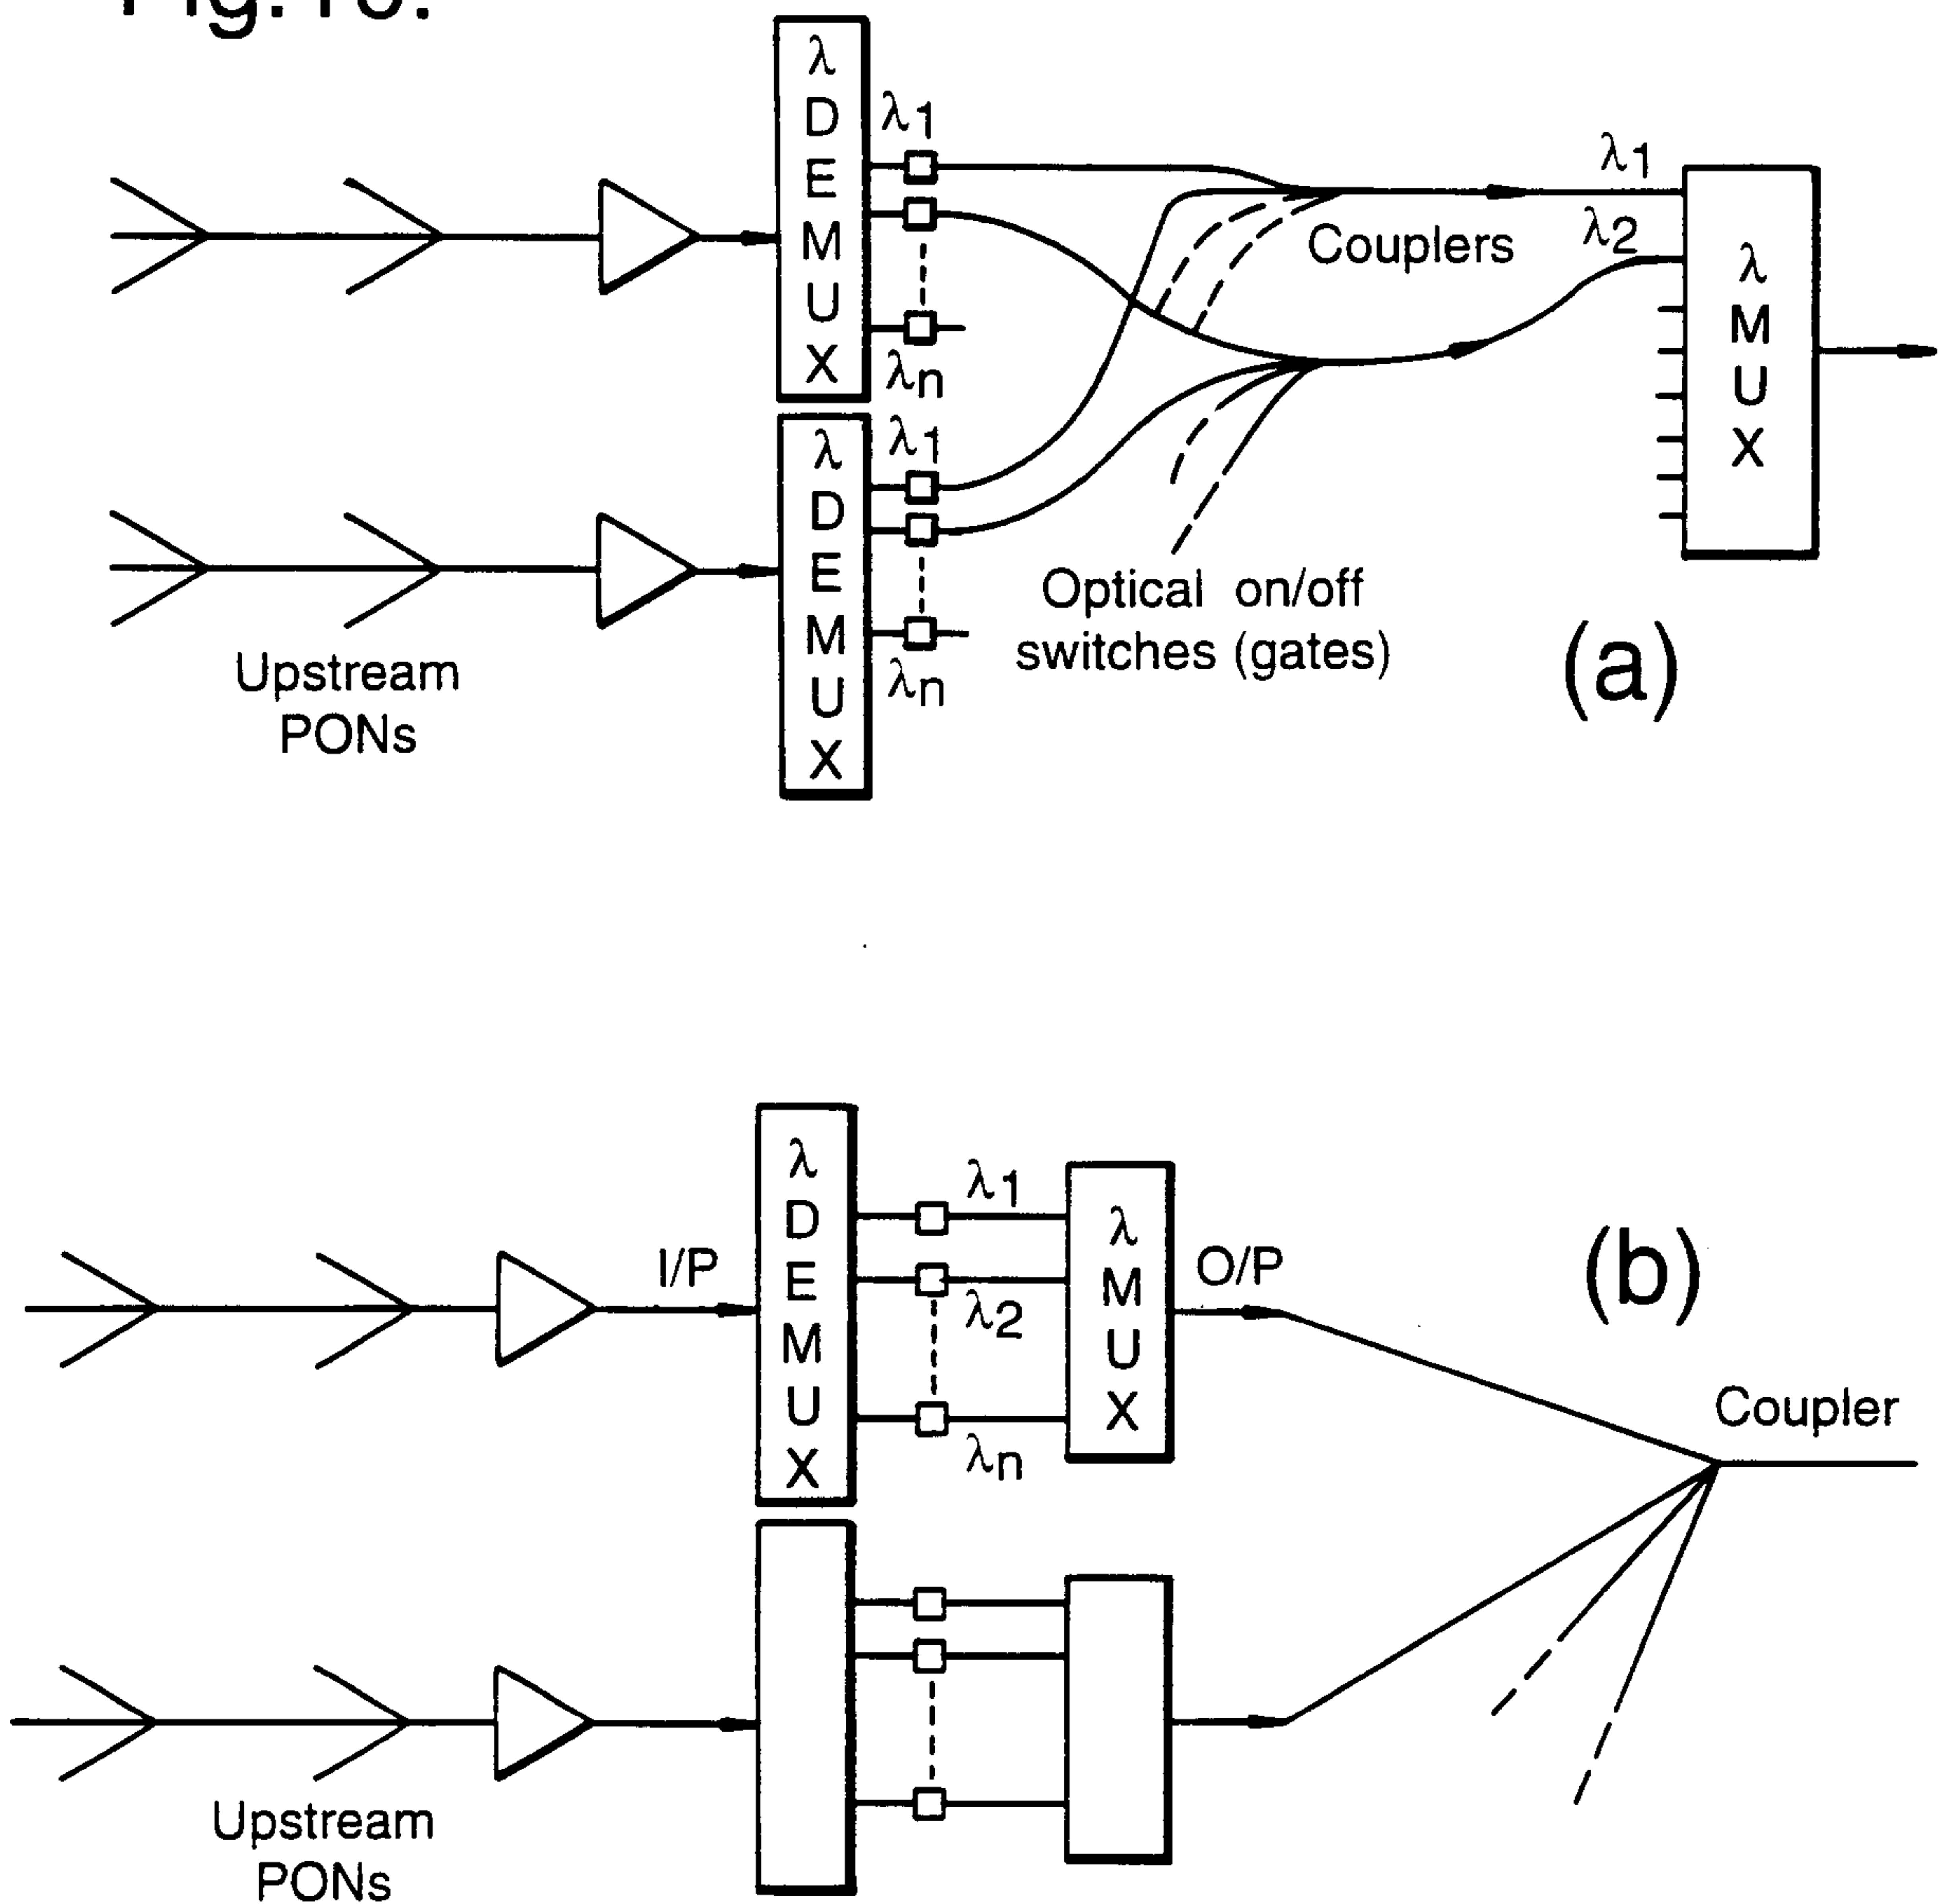 λ
D
E
M
U
X
λ1
λn
λ1
λ2
Couplers
λ
M
U
X
λ
D
E
M
U
X
λ1
λn
Optical on/off
switches (gates)
(a)
Upstream
PONs
λ
D
E
M
U
X
I/P
λ1
λ2
λn
λ
M
U
X
O/P
(b)
Coupler
Upstream
PONs